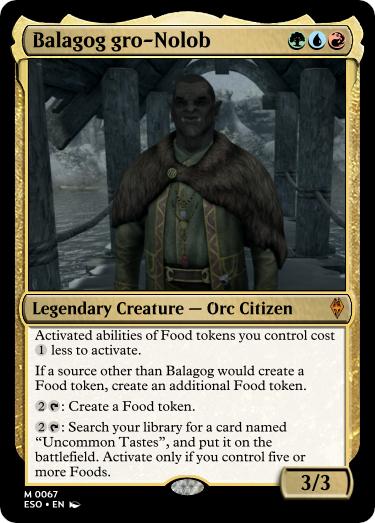 Balagog gro-Nolob
Legendary Creature — Orc Citizen
Activated abilities of Food tokens you control cost
1 less to activate.
If a source other than Balagog would create a
Food token, create an additional Food token.
2 : Create a Food token.
2 : Search your library for a card named
“Uncommon Tastes”, and put it on the
battlefield. Activate only if you control five or
more Foods.
3/3
M 0067
ESO • EN